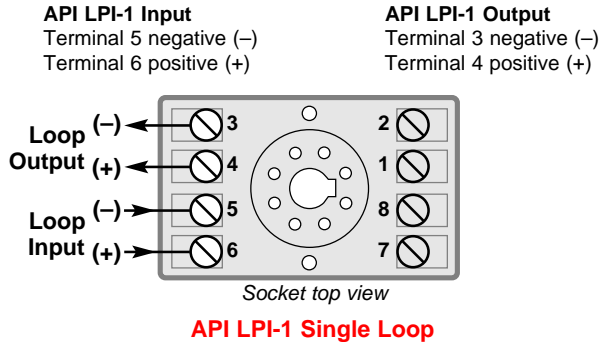 API LPI-1 Input
Terminal 5 negative (–)
Terminal 6 positive (+)
API LPI-1 Output
Terminal 3 negative (–)
Terminal 4 positive (+)
Loop Output
(–)
(+)
Loop Input
(–)
(+)
3
4
5
6
2
1
8
7
Socket top view
API LPI-1 Single Loop